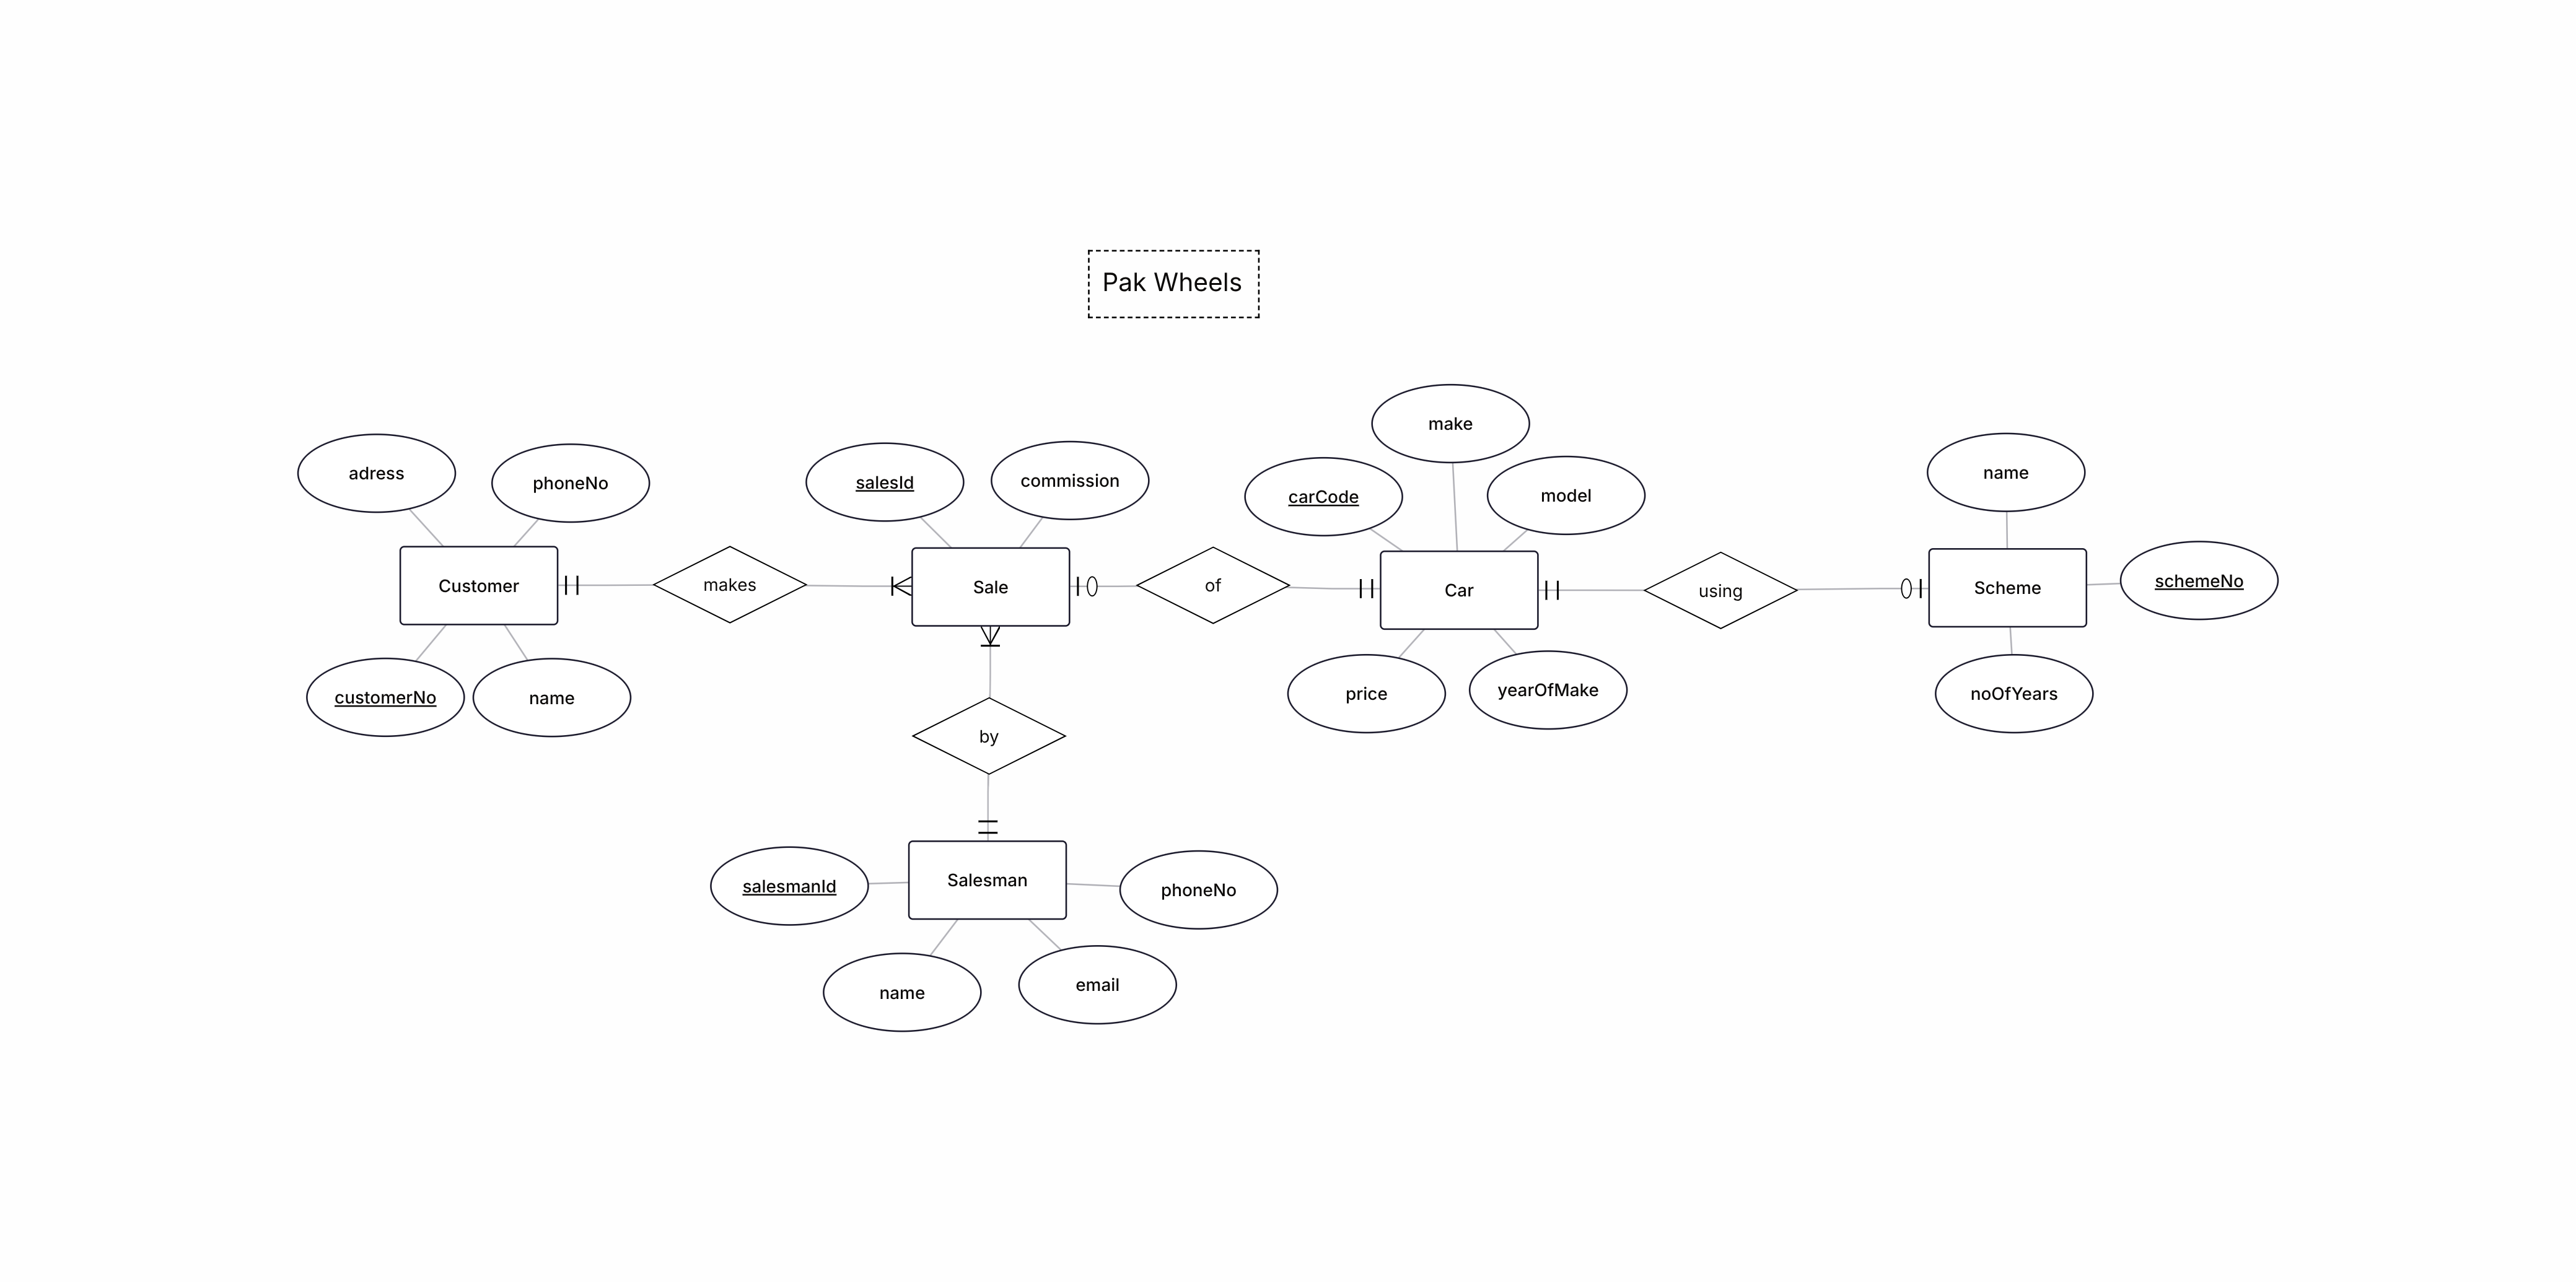 Pak Wheels
make
adress
phoneNo
salesId
commission
carCode
model
name
Customer
makes
Sale
of
Car
using
Scheme
schemeNo
customerNo
name
price
yearOfMake
noOfYears
by
salesmanId
Salesman
phoneNo
name
email